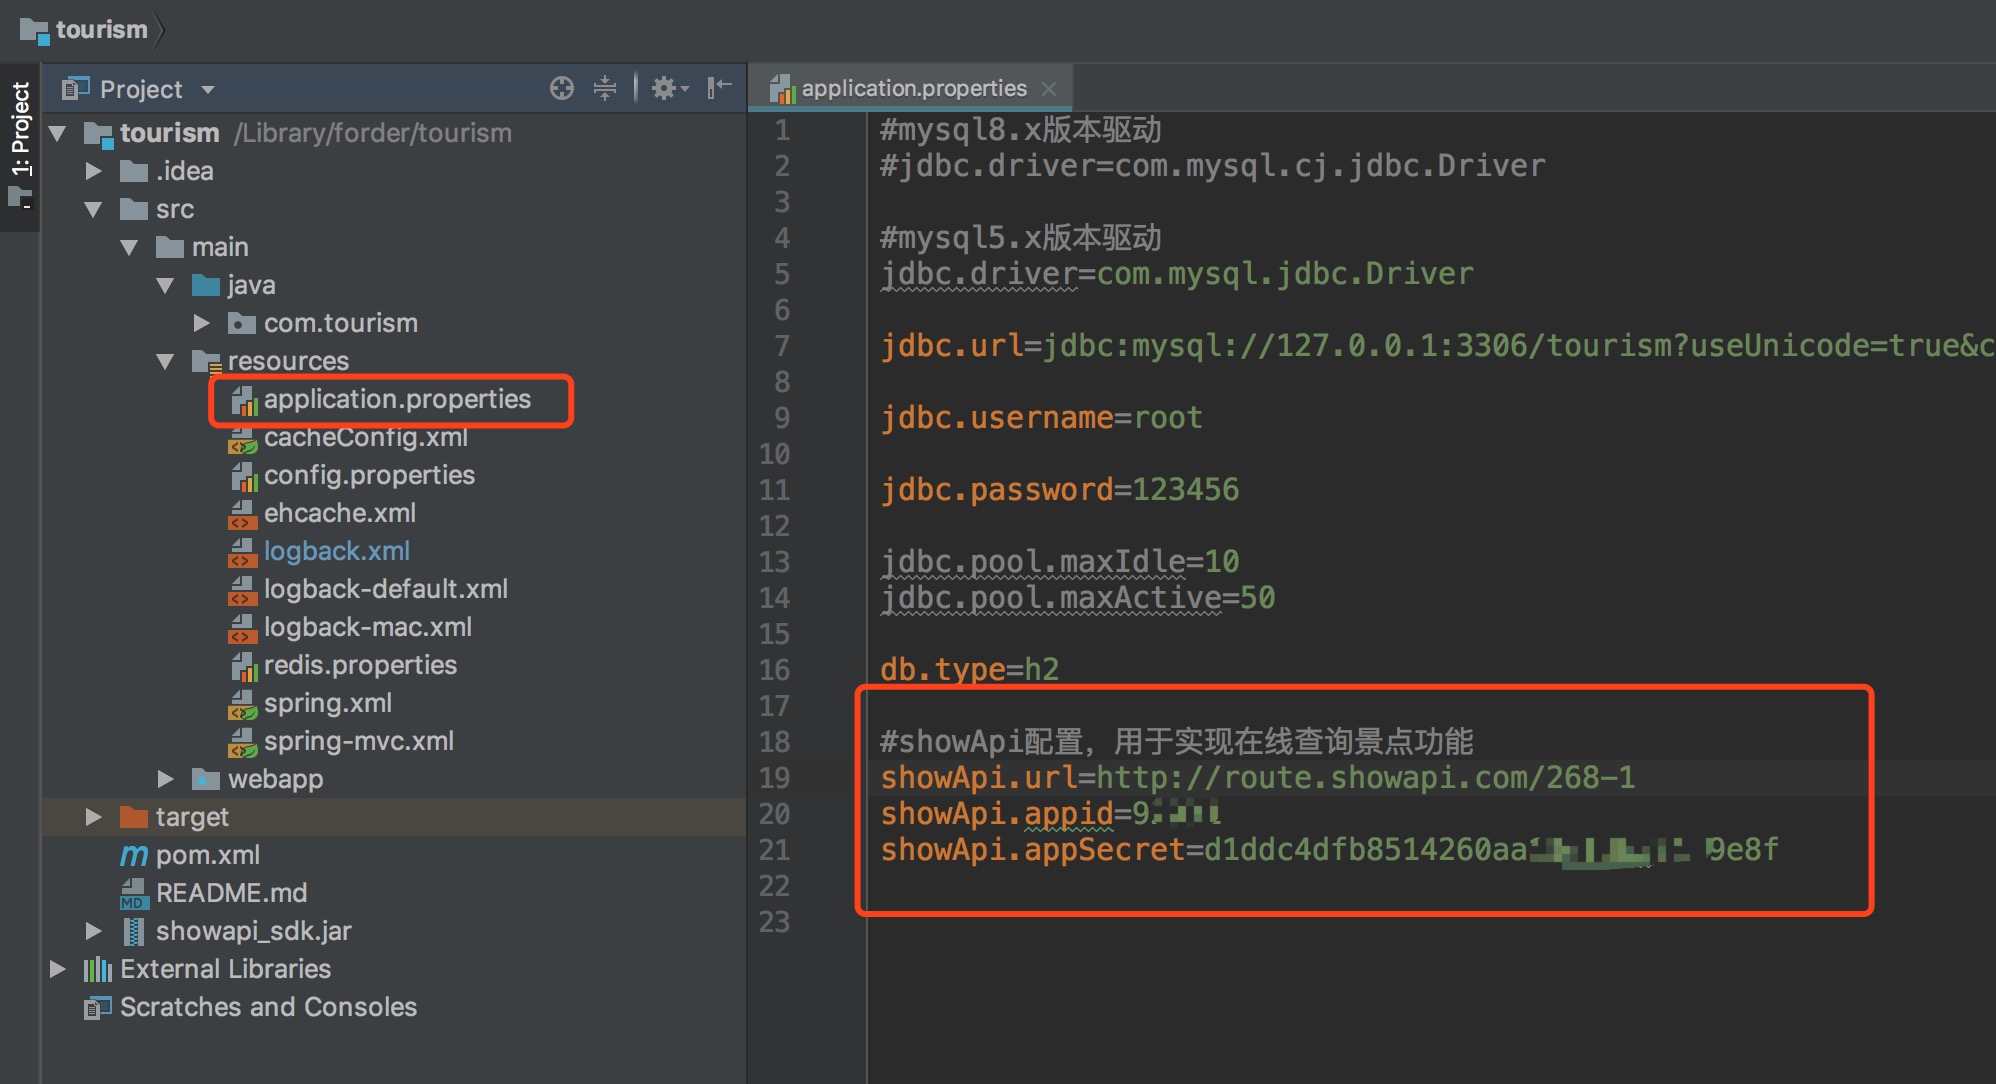 tourism
1: Project
Project
tourism /Library/forder/tourism
.idea
src
main
java
com.tourism
resources
application.properties
cacheConfig.xml
config.properties
ehcache.xml
logback.xml
logback-default.xml
logback-mac.xml
redis.properties
spring.xml
spring-mvc.xml
webapp
target
pom.xml
README.md
showapi_sdk.jar
External Libraries
Scratches and Consoles
application.properties
1 #mysql8.x版本驱动
2 #jdbc.driver=com.mysql.cj.jdbc.Driver
3
4 #mysql5.x版本驱动
5 jdbc.driver=com.mysql.jdbc.Driver
6
7 jdbc.url=jdbc:mysql://127.0.0.1:3306/tourism?useUnicode=true&c
8
9 jdbc.username=root
10
11 jdbc.password=123456
12
13 jdbc.pool.maxIdle=10
14 jdbc.pool.maxActive=50
15
16 db.type=h2
17
18 #showApi配置，用于实现在线查询景点功能
19 showApi.url=http://route.showapi.com/268-1
20 showApi.appid=9
21 showApi.appSecret=d1ddc4dfb8514260aa 9e8f
22
23